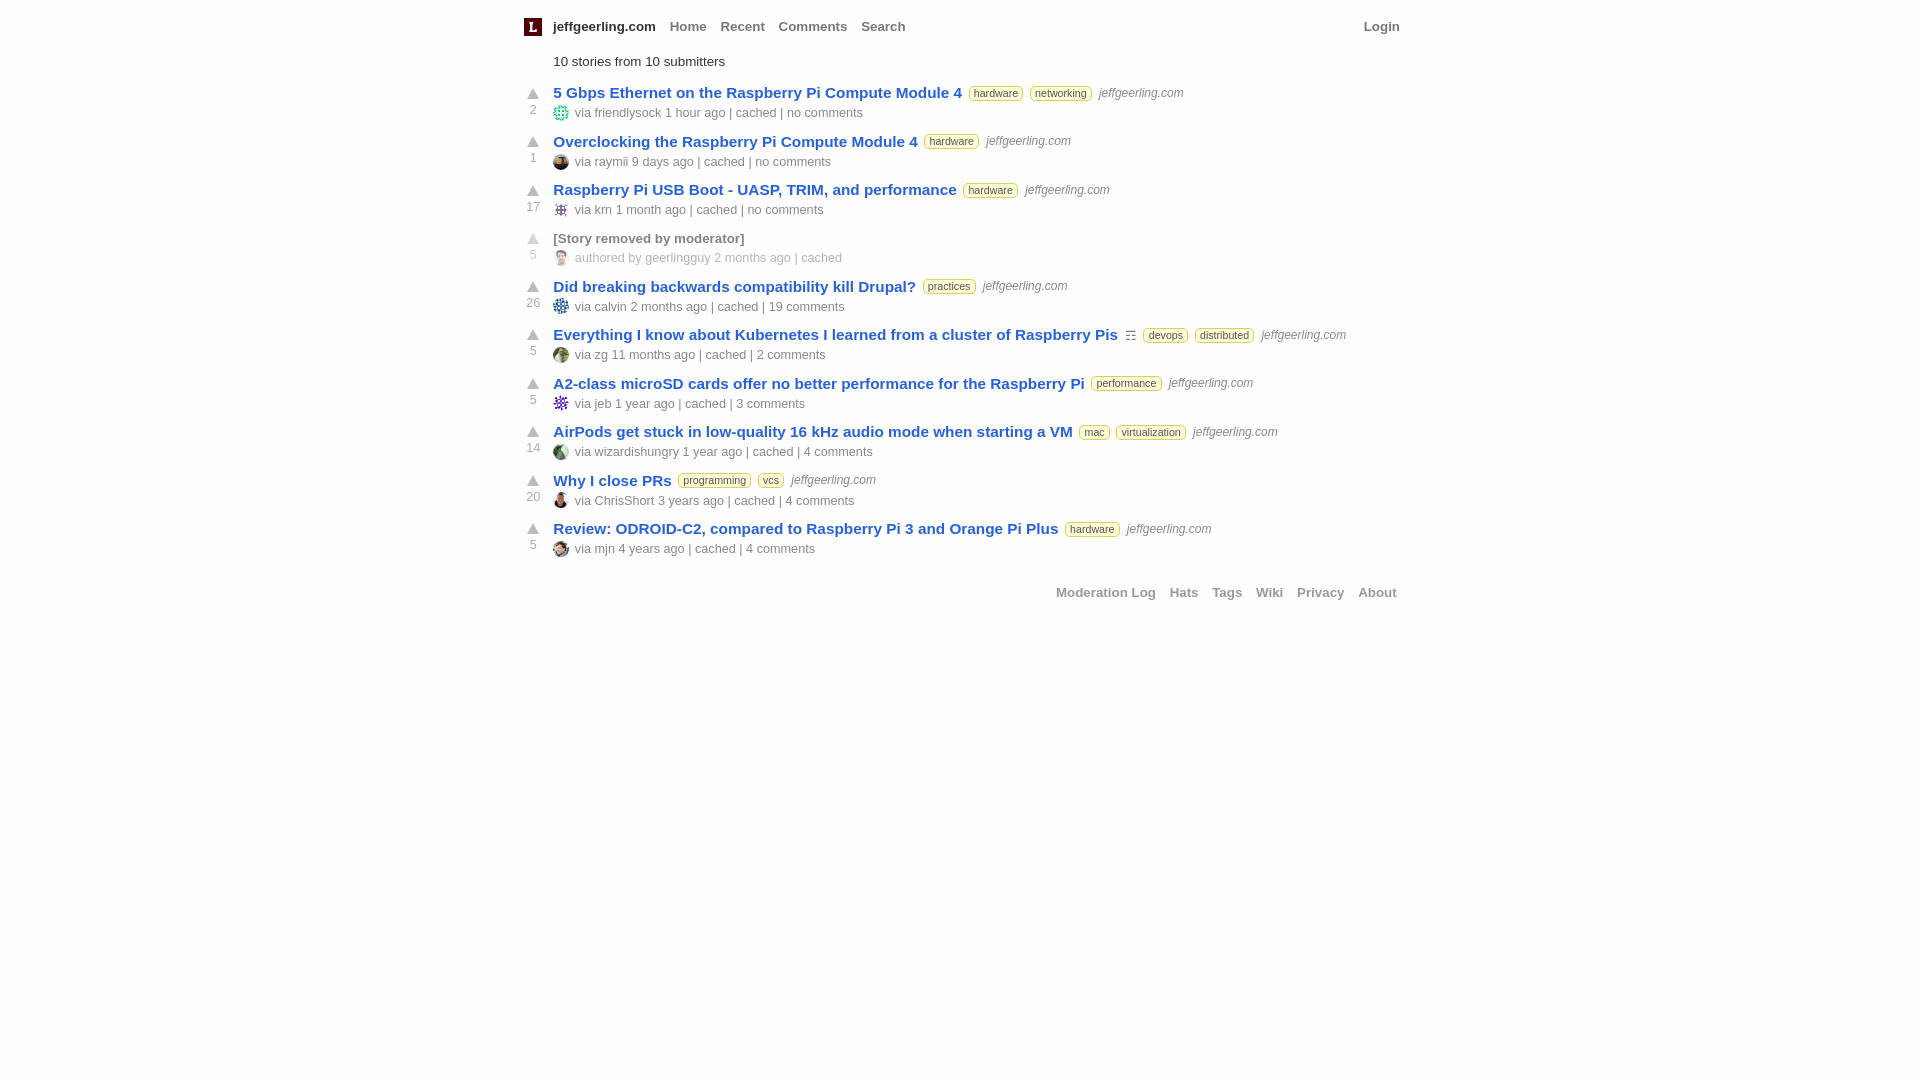 L jeffgeerling.com Home Recent Comments Search Login
10 stories from 10 submitters
5 Gbps Ethernet on the Raspberry Pi Compute Module 4 hardware networking jeffgeerling.com
2 via friendlysock 1 hour ago | cached | no comments
Overclocking the Raspberry Pi Compute Module 4 hardware jeffgeerling.com
1 via raymii 9 days ago | cached | no comments
Raspberry Pi USB Boot - UASP, TRIM, and performance hardware jeffgeerling.com
17 via krn 1 month ago | cached | no comments
[Story removed by moderator]
5 authored by geerlingguy 2 months ago | cached
Did breaking backwards compatibility kill Drupal? practices jeffgeerling.com
26 via calvin 2 months ago | cached | 19 comments
Everything I know about Kubernetes I learned from a cluster of Raspberry Pis ☶ devops distributed jeffgeerling.com
5 via zg 11 months ago | cached | 2 comments
A2-class microSD cards offer no better performance for the Raspberry Pi performance jeffgeerling.com
5 via jeb 1 year ago | cached | 3 comments
AirPods get stuck in low-quality 16 kHz audio mode when starting a VM mac virtualization jeffgeerling.com
14 via wizardishungry 1 year ago | cached | 4 comments
Why I close PRs programming vcs jeffgeerling.com
20 via ChrisShort 3 years ago | cached | 4 comments
Review: ODROID-C2, compared to Raspberry Pi 3 and Orange Pi Plus hardware jeffgeerling.com
5 via mjn 4 years ago | cached | 4 comments
Moderation Log Hats Tags Wiki Privacy About